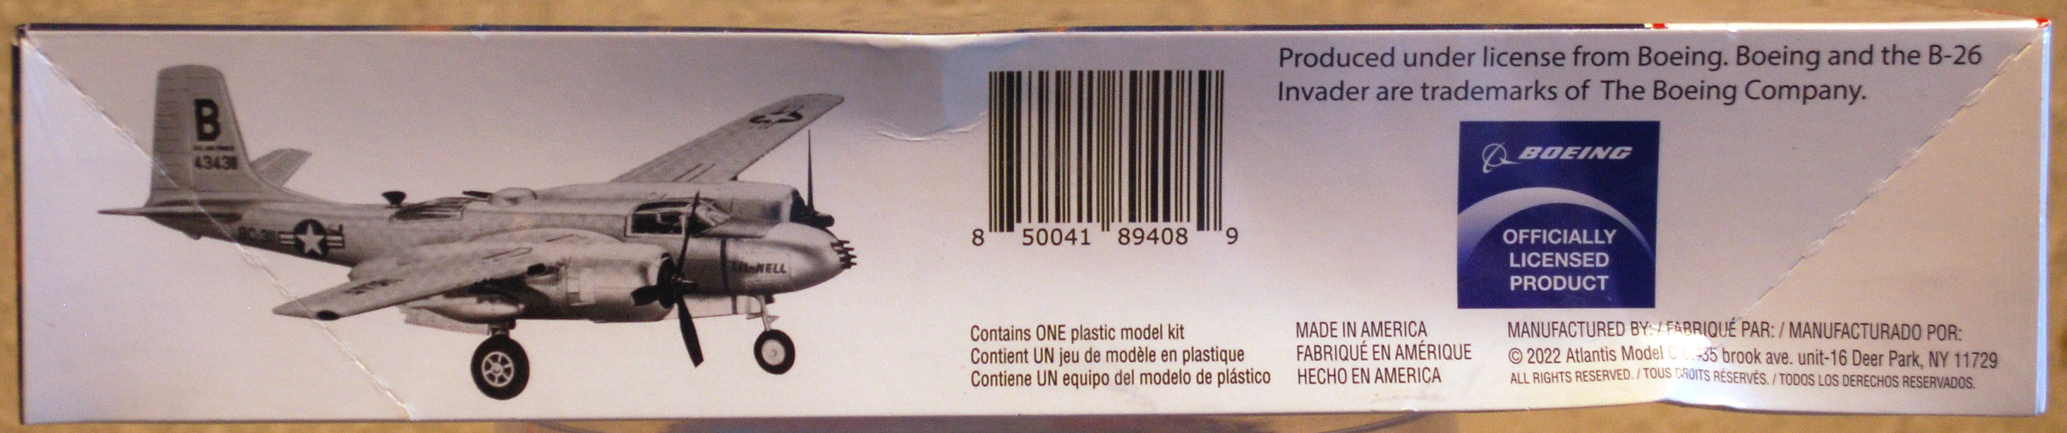 B
43431
BC-311
LIL-NELL
8 50041 89408 9
Produced under license from Boeing. Boeing and the B-26
Invader are trademarks of The Boeing Company.
BOEING
OFFICIALLY
LICENSED
PRODUCT
Contains ONE plastic model kit
Contient UN jeu de modèle en plastique
Contiene UN equipo del modelo de plástico
MADE IN AMERICA
FABRIQUÉ EN AMÉRIQUE
HECHO EN AMERICA
MANUFACTURED BY: / FABRIQUÉ PAR: / MANUFACTURADO POR:
© 2022 Atlantis Model brook ave. unit-16 Deer Park, NY 11729
ALL RIGHTS RESERVED. / TOUS DROITS RÉSERVÉS. / TODOS LOS DERECHOS RESERVADOS.